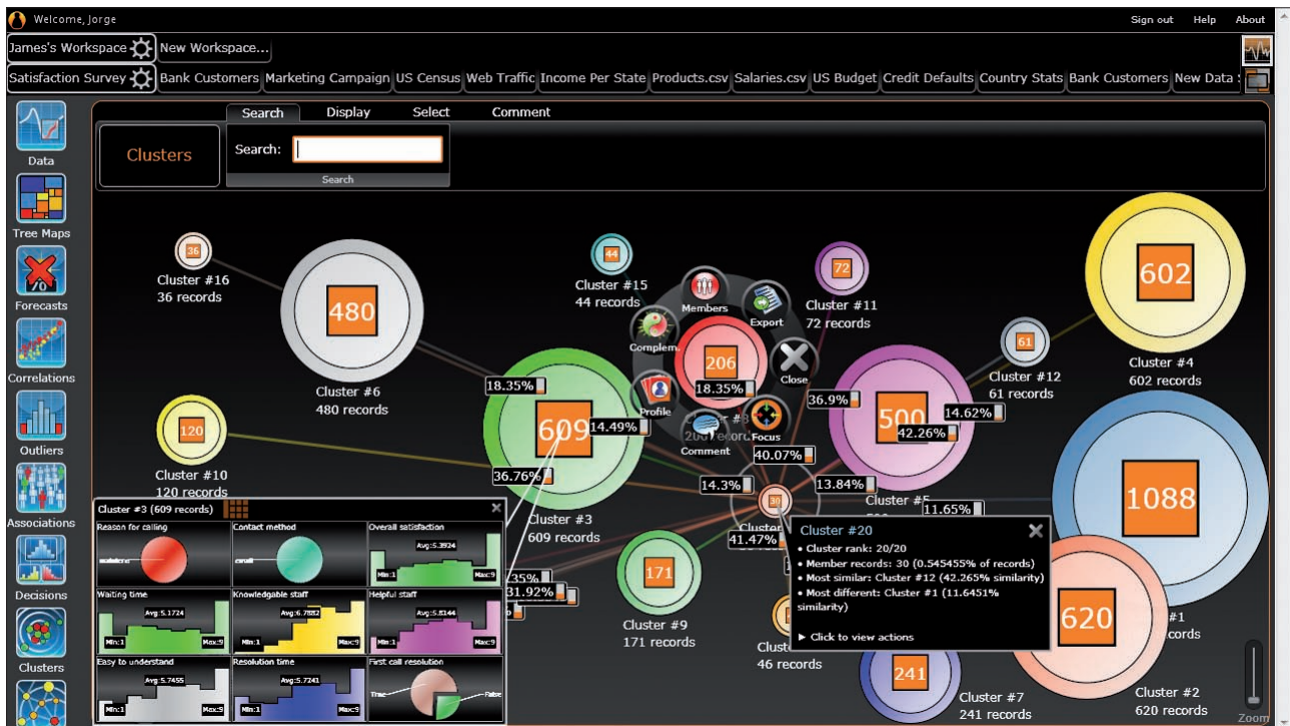 Welcome, Jorge
Sign out Help About
James's Workspace New Workspace...
Satisfaction Survey Bank Customers Marketing Campaign US Census Web Traffic Income Per State Products.csv Salaries.csv US Budget Credit Defaults Country Stats Bank Customers New Data
Search Display Select Comment
Clusters
Search:
Search
Data
Tree Maps
Forecasts
Correlations
Outliers
Associations
Decisions
Clusters
36
Cluster #16
36 records
480
Cluster #6
480 records
44
Cluster #15
44 records
72
Cluster #11
72 records
602
Cluster #4
602 records
61
Cluster #12
61 records
Members
Export
Close
Focus
Comment
Profile
Complem.
206
18.35%
18.35%
609
14.49%
36.76%
Cluster #3
609 records
36.9%
500
42.26%
14.62%
Cluster #5
40.07%
14.3%
30
13.84%
11.65%
41.47%
120
Cluster #10
120 records
1088
#1
171
Cluster #9
171 records
31.92%
46 records
620
Cluster #2
620 records
241
Cluster #7
241 records
Cluster #20
• Cluster rank: 20/20
• Member records: 30 (0.545455% of records)
• Most similar: Cluster #12 (42.265% similarity)
• Most different: Cluster #1 (11.6451%
similarity)
► Click to view actions
Cluster #3 (609 records)
Reason for calling
Contact method
email
Overall satisfaction
Avg:5.3924
Min:1 Max:9
Waiting time
Avg:5.1724
Min:1 Max:9
Knowledgable staff
Avg:6.7882
Min:1 Max:9
Helpful staff
Avg:5.8144
Min:1 Max:9
Easy to understand
Avg:5.7455
Min:1 Max:9
Resolution time
Avg:5.7241
Min:1 Max:9
First call resolution
True False
Zoom